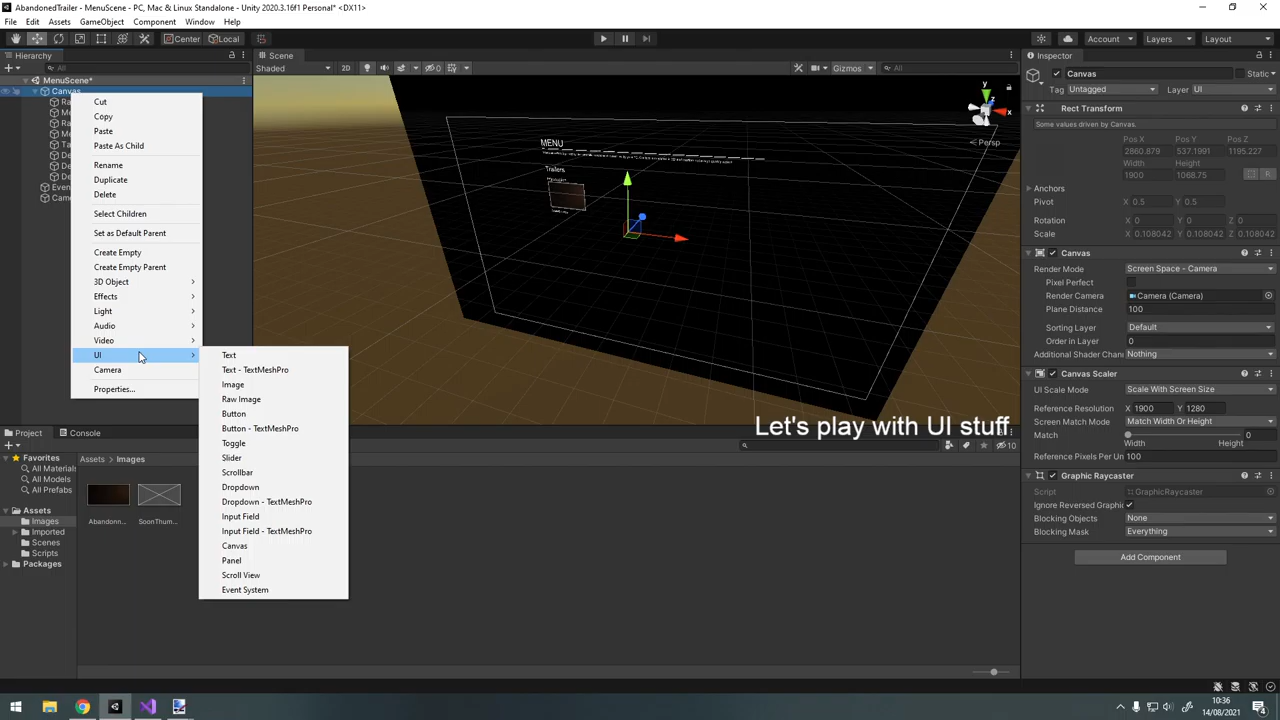 AbandonedTrailer - MenuScene - PC, Mac & Linux Standalone - Unity 2020.3.16f1 Personal* <DX11>
File Edit Assets GameObject Component Window Help
Center Local Account Layers Layout
Hierarchy Scene Inspector
All Shaded 2D 0 Gizmos All Canvas Static
MenuScene*
Canvas Tag Untagged Layer UI
Cut
Copy
Paste
Paste As Child
Rename
Duplicate
Delete
Select Children
Set as Default Parent
Create Empty
Create Empty Parent
3D Object
Effects
Light
Audio
Video
UI
Camera
Properties...
Text
Text - TextMeshPro
Image
Raw Image
Button
Button - TextMeshPro
Toggle
Slider
Scrollbar
Dropdown
Dropdown - TextMeshPro
Input Field
Input Field - TextMeshPro
Canvas
Panel
Scroll View
Event System
MENU
Trailers
y
x
Persp
Let's play with UI stuff
Rect Transform
Some values driven by Canvas.
Pos X Pos Y Pos Z
2860.879 537.1991 1195.227
Width Height
1900 1068.75
R
Anchors
Pivot X 0.5 Y 0.5
Rotation X 0 Y 0 Z 0
Scale X 0.108042 Y 0.108042 Z 0.108042
Canvas
Render Mode Screen Space - Camera
Pixel Perfect
Render Camera Camera (Camera)
Plane Distance 100
Sorting Layer Default
Order in Layer 0
Additional Shader Chan Nothing
Canvas Scaler
UI Scale Mode Scale With Screen Size
Reference Resolution X 1900 Y 1280
Screen Match Mode Match Width Or Height
Match 0
Width Height
Reference Pixels Per Un 100
Graphic Raycaster
Script GraphicRaycaster
Ignore Reversed Graphic
Blocking Objects None
Blocking Mask Everything
Add Component
Project Console
10
Favorites
All Materials
All Models
All Prefabs
Assets
Images
Imported
Scenes
Scripts
Packages
Assets Images
Abandonn... SoonThum...
10:36
14/08/2021